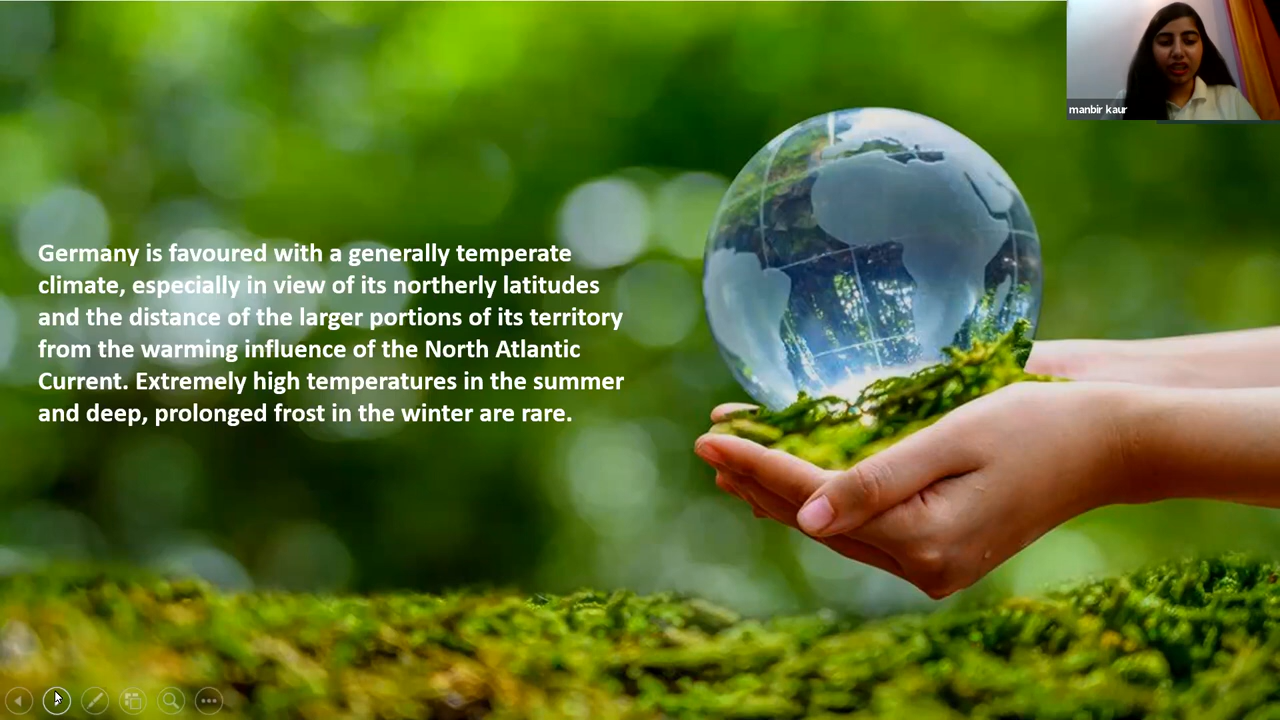 manbir kaur
Germany is favoured with a generally temperate
climate, especially in view of its northerly latitudes
and the distance of the larger portions of its territory
from the warming influence of the North Atlantic
Current. Extremely high temperatures in the summer
and deep, prolonged frost in the winter are rare.